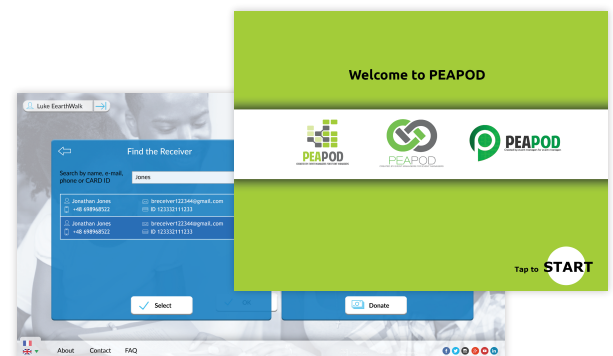 Welcome to PEAPOD
PEAPOD
PEAPOD
PEAPOD
Tap to START
Luke EearthWalk
Find the Receiver
Search by name, e-mail,
phone or CARD ID
Jones
Jonathan Jones breceiver122344@gmail.com
+48 698968522 ID 123332111233
Jonathan Jones breceiver122344@gmail.com
+48 698968522 ID 123332111233
Select
Donate
About Contact FAQ